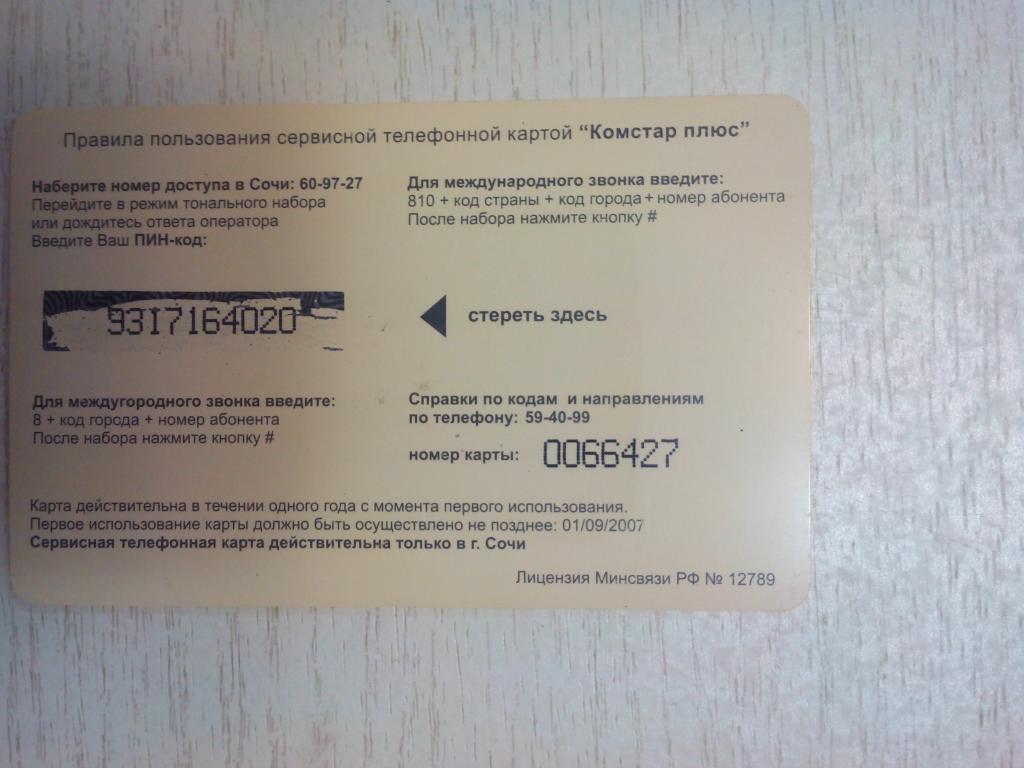 Правила пользования сервисной телефонной картой “Комстар плюс”
Наберите номер доступа в Сочи: 60-97-27
Перейдите в режим тонального набора
или дождитесь ответа оператора
Введите Ваш ПИН-код:
Для международного звонка введите:
810 + код страны + код города + номер абонента
После набора нажмите кнопку #
9317164020
стереть здесь
Для междугородного звонка введите:
8 + код города + номер абонента
После набора нажмите кнопку #
Справки по кодам и направлениям
по телефону: 59-40-99
номер карты: 0066427
Карта действительна в течении одного года с момента первого использования.
Первое использование карты должно быть осуществлено не позднее: 01/09/2007
Сервисная телефонная карта действительна только в г. Сочи
Лицензия Минсвязи РФ № 12789